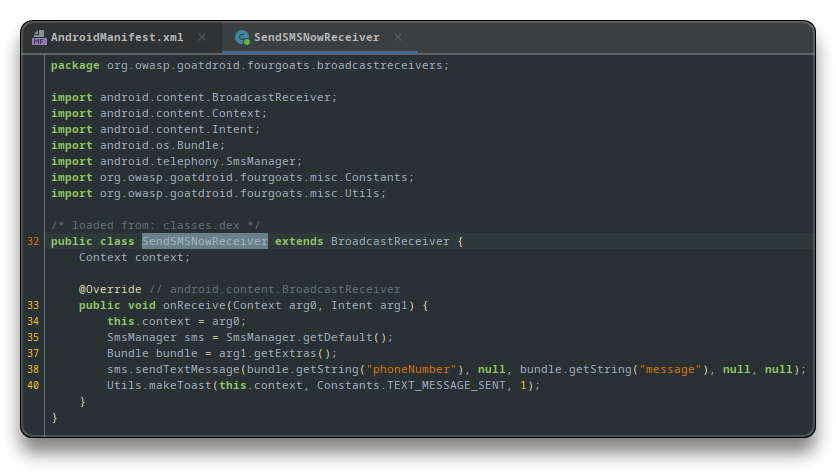 AndroidManifest.xml × SendSMSNowReceiver ×
package org.owasp.goatdroid.fourgoats.broadcastreceivers;
import android.content.BroadcastReceiver;
import android.content.Context;
import android.content.Intent;
import android.os.Bundle;
import android.telephony.SmsManager;
import org.owasp.goatdroid.fourgoats.misc.Constants;
import org.owasp.goatdroid.fourgoats.misc.Utils;
/* loaded from: classes.dex */
32 public class SendSMSNowReceiver extends BroadcastReceiver {
Context context;
@Override // android.content.BroadcastReceiver
33 public void onReceive(Context arg0, Intent arg1) {
34 this.context = arg0;
35 SmsManager sms = SmsManager.getDefault();
37 Bundle bundle = arg1.getExtras();
38 sms.sendTextMessage(bundle.getString("phoneNumber"), null, bundle.getString("message"), null, null);
40 Utils.makeToast(this.context, Constants.TEXT_MESSAGE_SENT, 1);
}
}